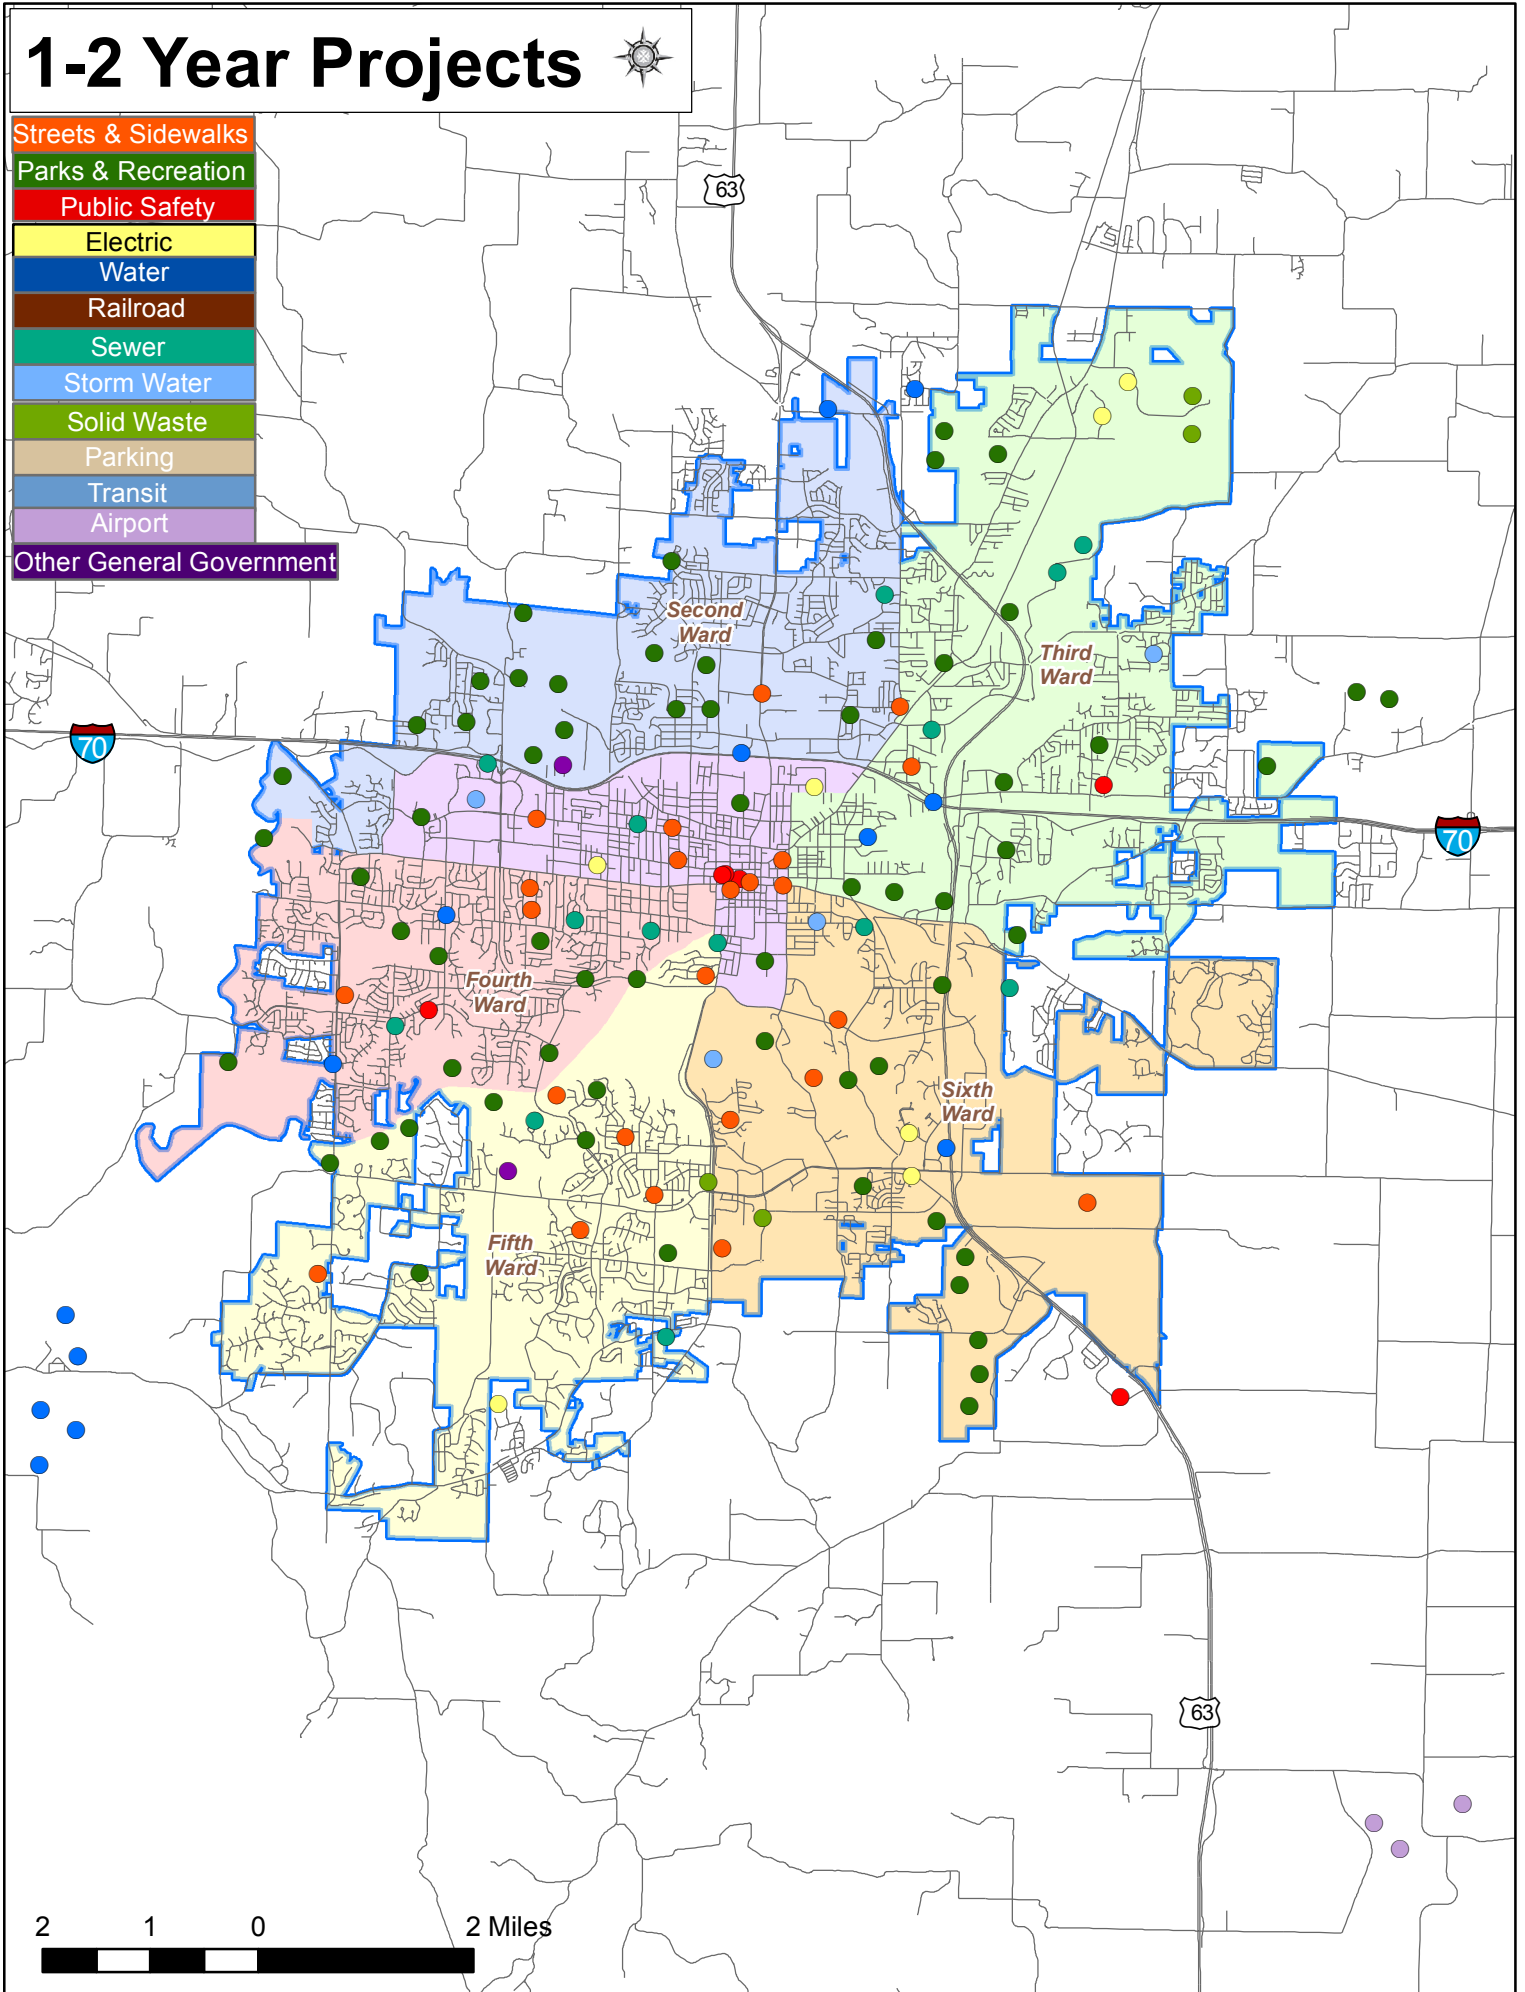 1-2 Year Projects
Streets & Sidewalks
Parks & Recreation
Public Safety
Electric
Water
Railroad
Sewer
Storm Water
Solid Waste
Parking
Transit
Airport
Other General Government
63
Second
Ward
Third
Ward
70
70
Fourth
Ward
Sixth
Ward
Fifth
Ward
63
2 1 0 2 Miles